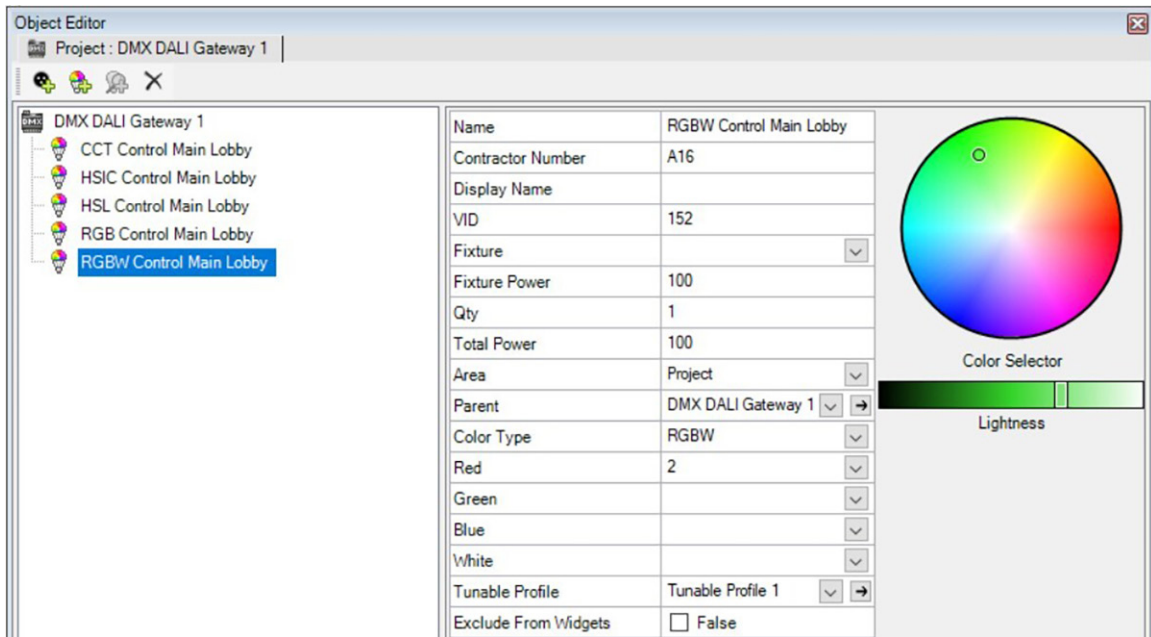 Object Editor
Project : DMX DALI Gateway 1
DMX DALI Gateway 1
CCT Control Main Lobby
HSIC Control Main Lobby
HSL Control Main Lobby
RGB Control Main Lobby
RGBW Control Main Lobby
Name RGBW Control Main Lobby
Contractor Number A16
Display Name
VID 152
Fixture
Fixture Power 100
Qty 1
Total Power 100
Area Project
Parent DMX DALI Gateway 1
Color Type RGBW
Red 2
Green
Blue
White
Tunable Profile Tunable Profile 1
Exclude From Widgets False
Color Selector
Lightness